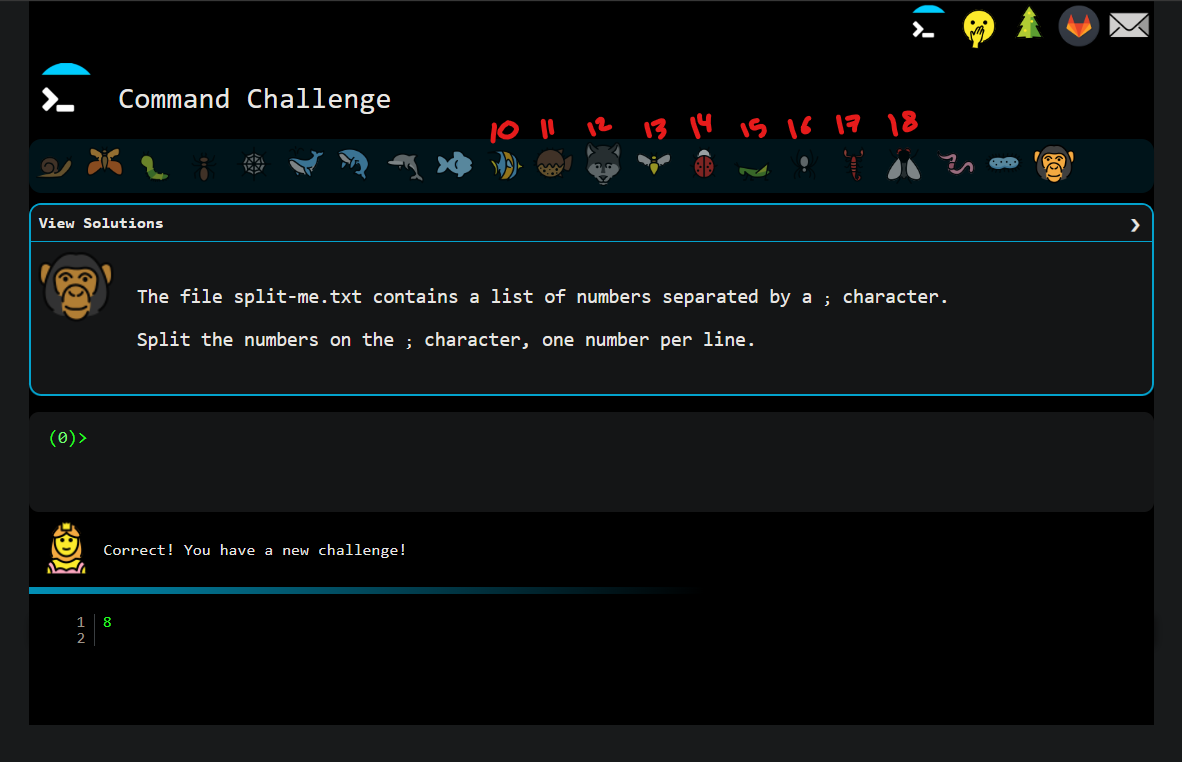 Command Challenge
10 11 12 13 14 15 16 17 18
View Solutions
The file split-me.txt contains a list of numbers separated by a ; character.
Split the numbers on the ; character, one number per line.
(0)>
Correct! You have a new challenge!
1 8
2